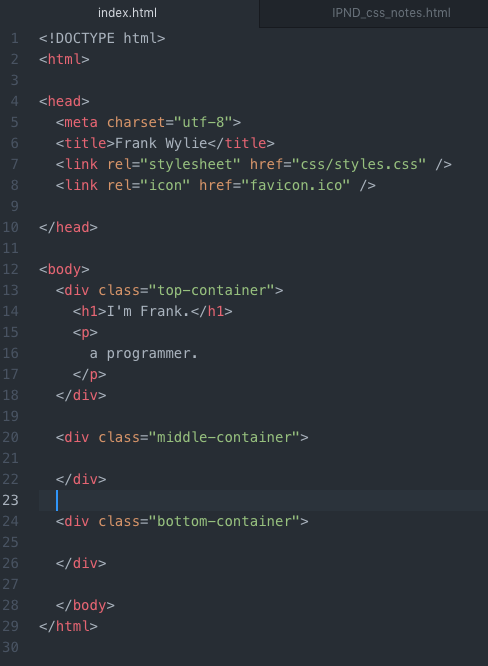 index.html IPND_css_notes.html
1 <!DOCTYPE html>
2 <html>
3
4 <head>
5   <meta charset="utf-8">
6   <title>Frank Wylie</title>
7   <link rel="stylesheet" href="css/styles.css" />
8   <link rel="icon" href="favicon.ico" />
9
10 </head>
11
12 <body>
13   <div class="top-container">
14     <h1>I'm Frank.</h1>
15     <p>
16       a programmer.
17     </p>
18   </div>
19
20   <div class="middle-container">
21
22   </div>
23
24   <div class="bottom-container">
25
26   </div>
27
28   </body>
29 </html>
30